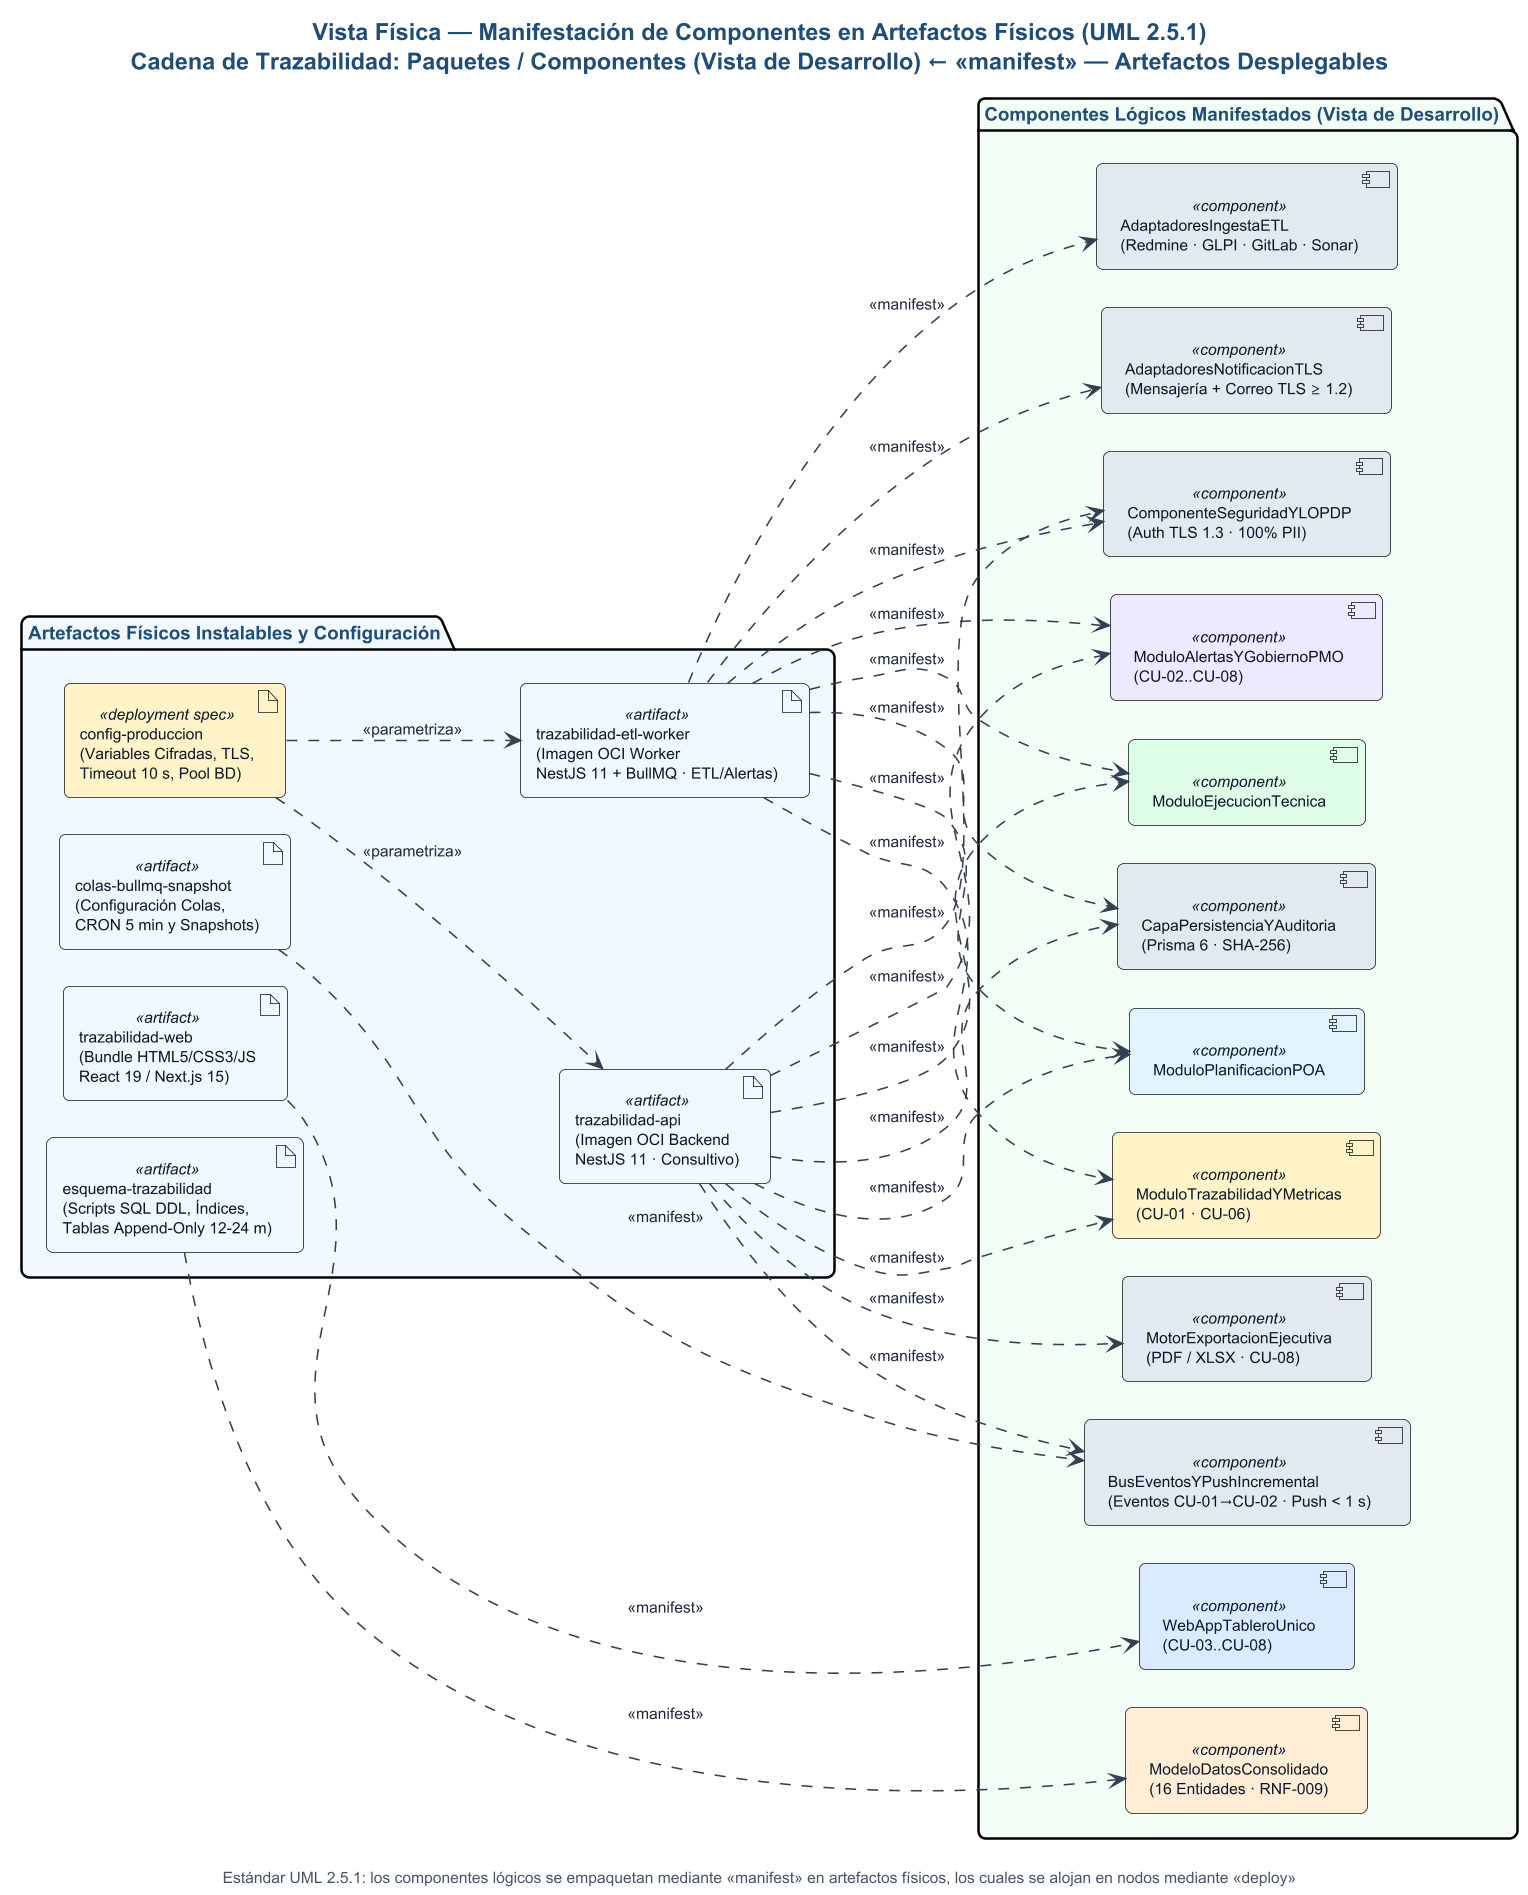 Vista Física — Manifestación de Componentes en Artefactos Físicos (UML 2.5.1)
Cadena de Trazabilidad: Paquetes / Componentes (Vista de Desarrollo) ← «manifest» — Artefactos Desplegables
Componentes Lógicos Manifestados (Vista de Desarrollo)
«component»
AdaptadoresIngestaETL
(Redmine · GLPI · GitLab · Sonar)
«manifest»
«component»
AdaptadoresNotificacionTLS
(Mensajería + Correo TLS ≥ 1.2)
«manifest»
«component»
ComponenteSeguridadYLOPDP
(Auth TLS 1.3 · 100% PII)
«manifest»
«manifest»
«component»
ModuloAlertasYGobiernoPMO
(CU-02..CU-08)
«manifest»
«manifest»
«component»
ModuloEjecucionTecnica
«manifest»
«manifest»
«component»
CapaPersistenciaYAuditoria
(Prisma 6 · SHA-256)
«manifest»
«manifest»
«manifest»
«component»
ModuloPlanificacionPOA
«manifest»
«component»
ModuloTrazabilidadYMetricas
(CU-01 · CU-06)
«manifest»
«manifest»
«manifest»
«component»
MotorExportacionEjecutiva
(PDF / XLSX · CU-08)
«manifest»
«component»
BusEventosYPushIncremental
(Eventos CU-01→CU-02 · Push < 1 s)
«component»
WebAppTableroUnico
(CU-03..CU-08)
«component»
ModeloDatosConsolidado
(16 Entidades · RNF-009)
Artefactos Físicos Instalables y Configuración
«deployment spec»
config-produccion
(Variables Cifradas, TLS,
Timeout 10 s, Pool BD)
«parametriza»
«artifact»
trazabilidad-etl-worker
(Imagen OCI Worker
NestJS 11 + BullMQ · ETL/Alertas)
«parametriza»
«artifact»
colas-bullmq-snapshot
(Configuración Colas,
CRON 5 min y Snapshots)
«artifact»
trazabilidad-web
(Bundle HTML5/CSS3/JS
React 19 / Next.js 15)
«artifact»
trazabilidad-api
(Imagen OCI Backend
NestJS 11 · Consultivo)
«artifact»
esquema-trazabilidad
(Scripts SQL DDL, Índices,
Tablas Append-Only 12-24 m)
«manifest»
«manifest»
«manifest»
Estándar UML 2.5.1: los componentes lógicos se empaquetan mediante «manifest» en artefactos físicos, los cuales se alojan en nodos mediante «deploy»